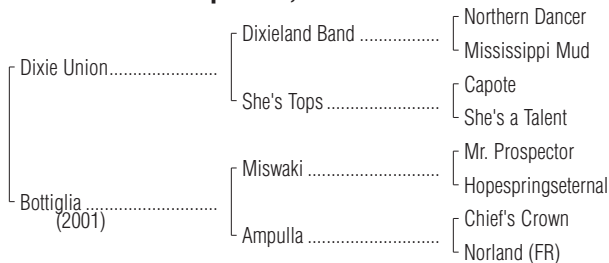 Northern Dancer
Dixieland Band ..................
Mississippi Mud
Dixie Union........................
Capote
She's Tops .........................
She's a Talent
Mr. Prospector
Miswaki .............................
Hopespringseternal
Bottiglia .............................
(2001)
Chief's Crown
Ampulla .............................
Norland (FR)